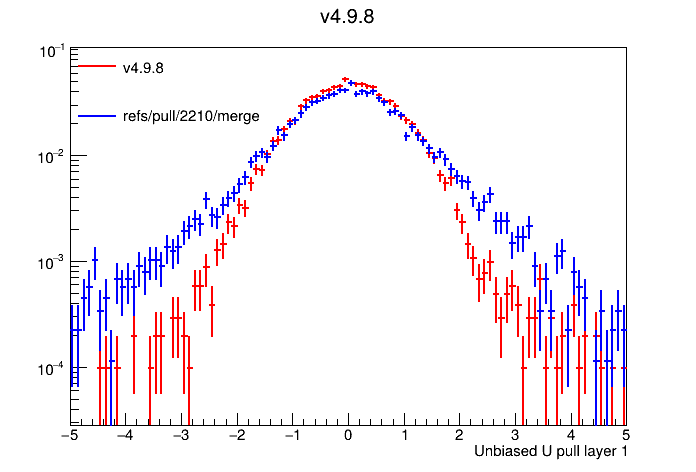 v4.9.8
10⁻¹
v4.9.8
refs/pull/2210/merge
10⁻²
10⁻³
10⁻⁴
−5 −4 −3 −2 −1 0 1 2 3 4 5
Unbiased U pull layer 1